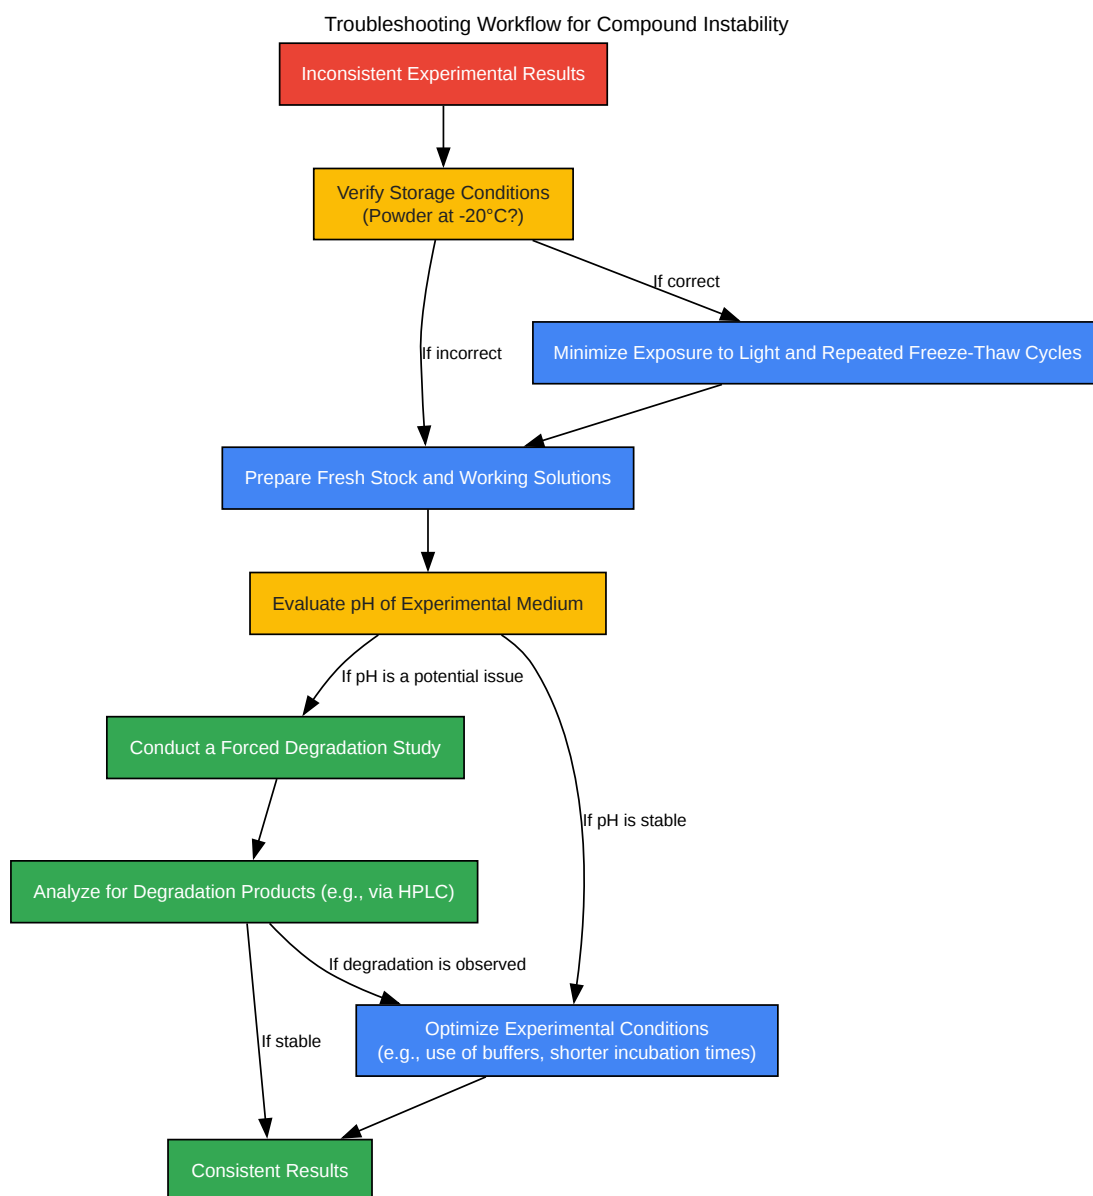 Troubleshooting Workflow for Compound Instability
Inconsistent Experimental Results
Verify Storage Conditions
(Powder at -20°C?)
If correct
If incorrect
Minimize Exposure to Light and Repeated Freeze-Thaw Cycles
Prepare Fresh Stock and Working Solutions
Evaluate pH of Experimental Medium
If pH is a potential issue
Conduct a Forced Degradation Study
If pH is stable
Analyze for Degradation Products (e.g., via HPLC)
If degradation is observed
Optimize Experimental Conditions
(e.g., use of buffers, shorter incubation times)
If stable
Consistent Results